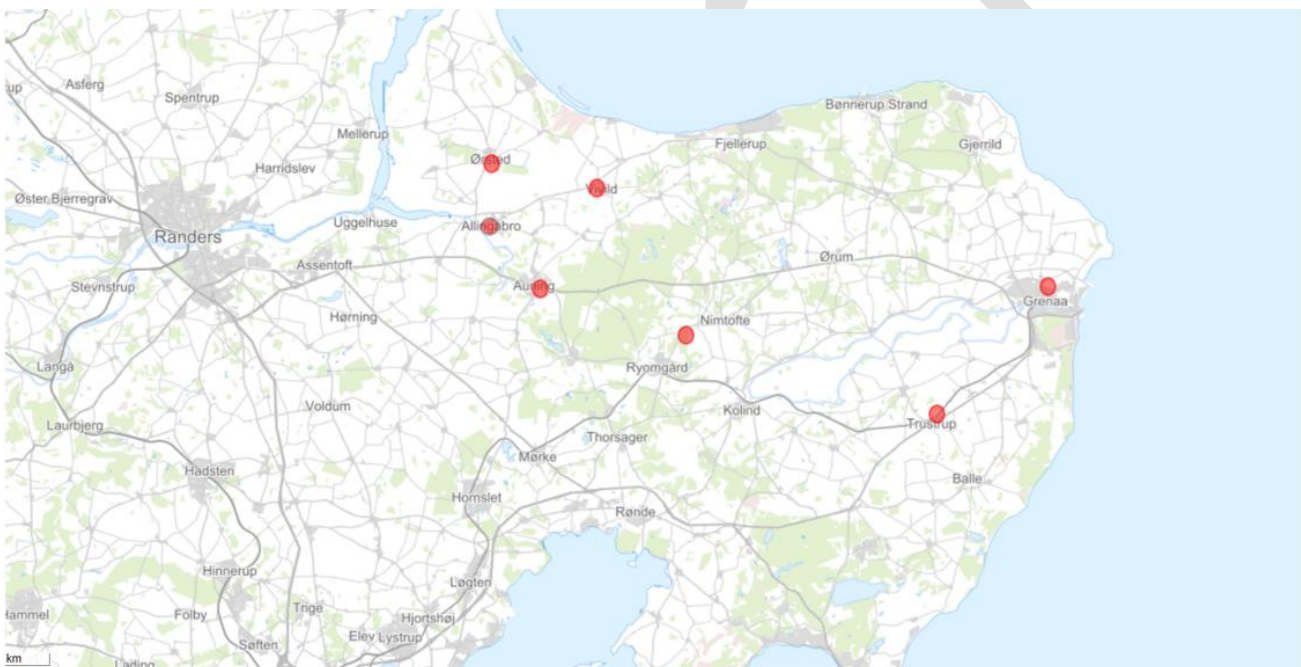 Asferg
Spentrup
Bønnerup Strand
Mellerup
Fjellerup
Gjerrild
Ørsted
Harridslev
Vivild
Øster Bjerregrav
Uggelhuse
Allingåbro
Randers
Ørum
Assentoft
Stevnstrup
Auning
Grenaa
Hørning
Nimtofte
Langå
Ryomgård
Voldum
Kolind
Laurbjerg
Thorsager
Trustrup
Mørke
Hadsten
Balle
Hornslet
Rønde
Hinnerup
Løgten
Folby
Trige
Hjortshøj
Elev Lystrup
Søften
km